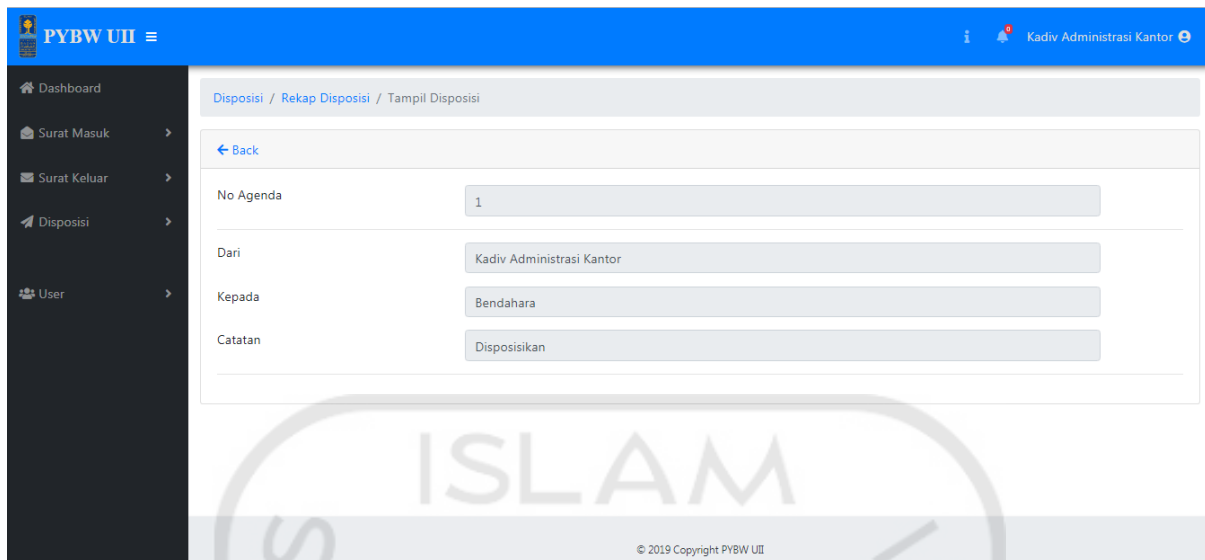 PYBW UII
0
Kadiv Administrasi Kantor
Dashboard
Surat Masuk
Surat Keluar
Disposisi
User
Disposisi / Rekap Disposisi / Tampil Disposisi
Back
No Agenda
1
Dari
Kadiv Administrasi Kantor
Kepada
Bendahara
Catatan
Disposisikan
ISLAM
© 2019 Copyright PYBW UII